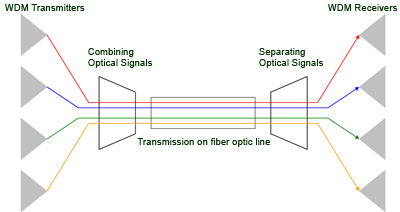 WDM Transmitters
WDM Receivers
Combining
Optical Signals
Separating
Optical Signals
Transmission on fiber optic line